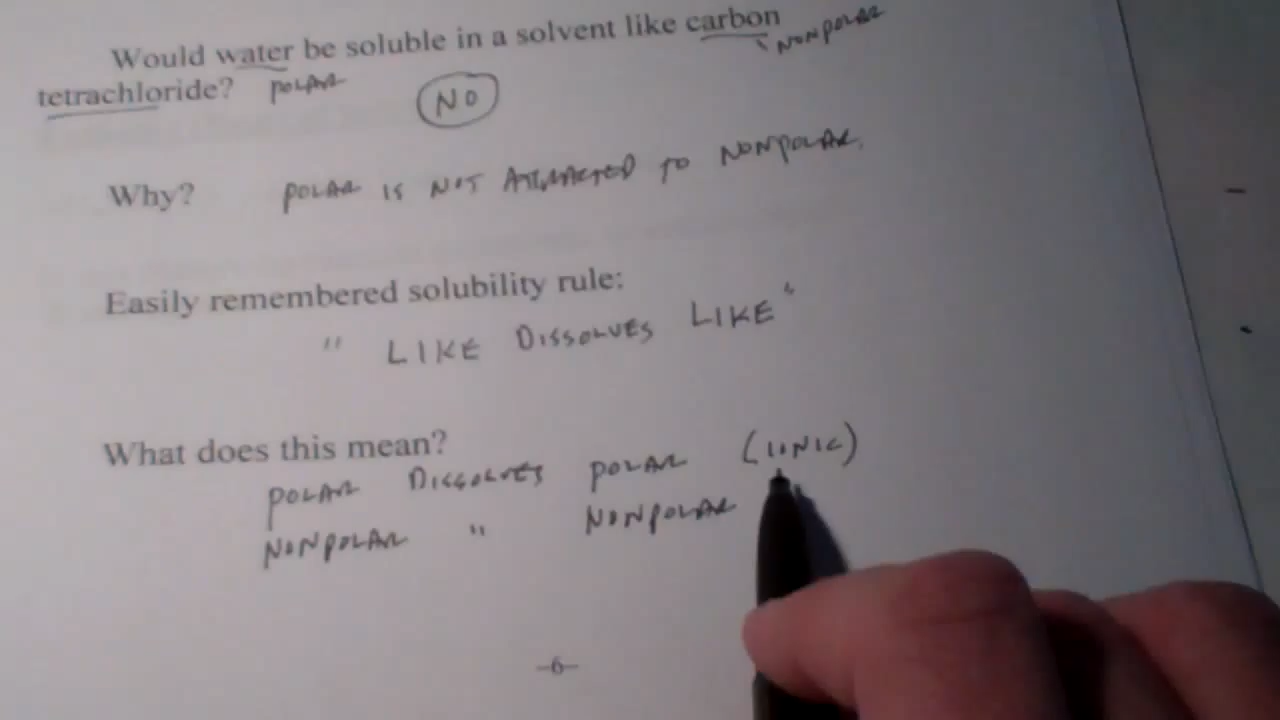 Would water be soluble in a solvent like carbon
NONPOLAR
tetrachloride? POLAR NO
Why? POLAR IS NOT ATTRACTED TO NONPOLAR.
Easily remembered solubility rule:
" LIKE DISSOLVES LIKE "
What does this mean?
POLAR DISSOLVES POLAR (IONIC)
NONPOLAR " NONPOLAR
-6-